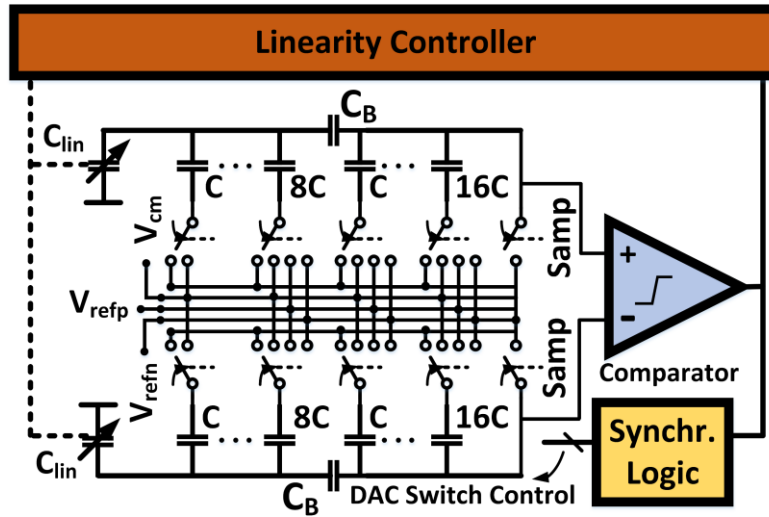 Linearity Controller
C_B
C_lin
C
8C
C
16C
V_cm
Samp
V_refp
+
-
V_refn
Samp
Comparator
C
8C
C
16C
C_lin
C_B
DAC Switch Control
Synchr.
Logic